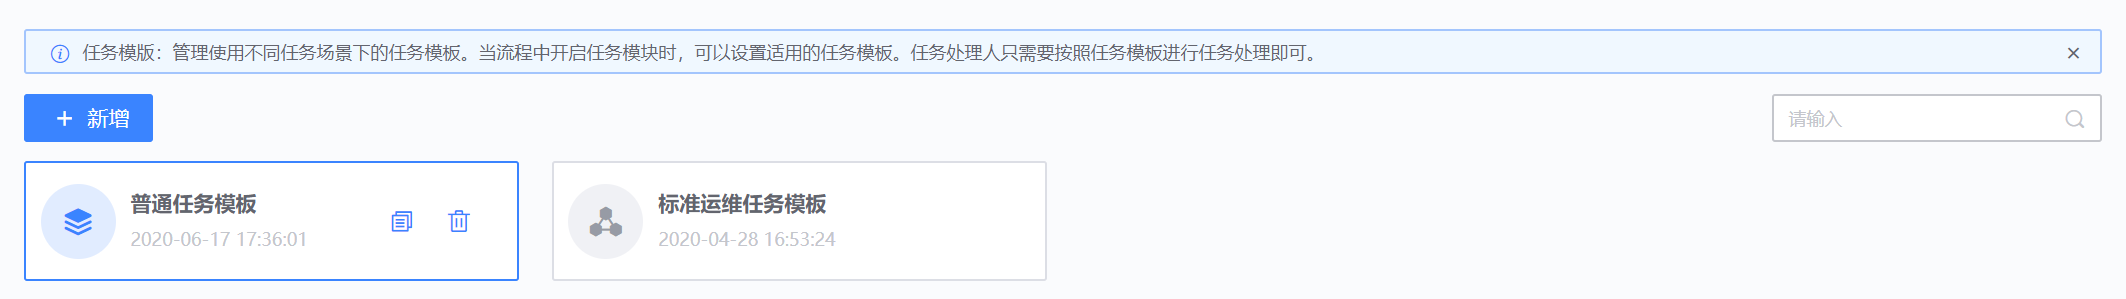 任务模版：管理使用不同任务场景下的任务模板。当流程中开启任务模块时，可以设置适用的任务模板。任务处理人只需要按照任务模板进行任务处理即可。
新增
请输入
普通任务模板
2020-06-17 17:36:01
标准运维任务模板
2020-04-28 16:53:24